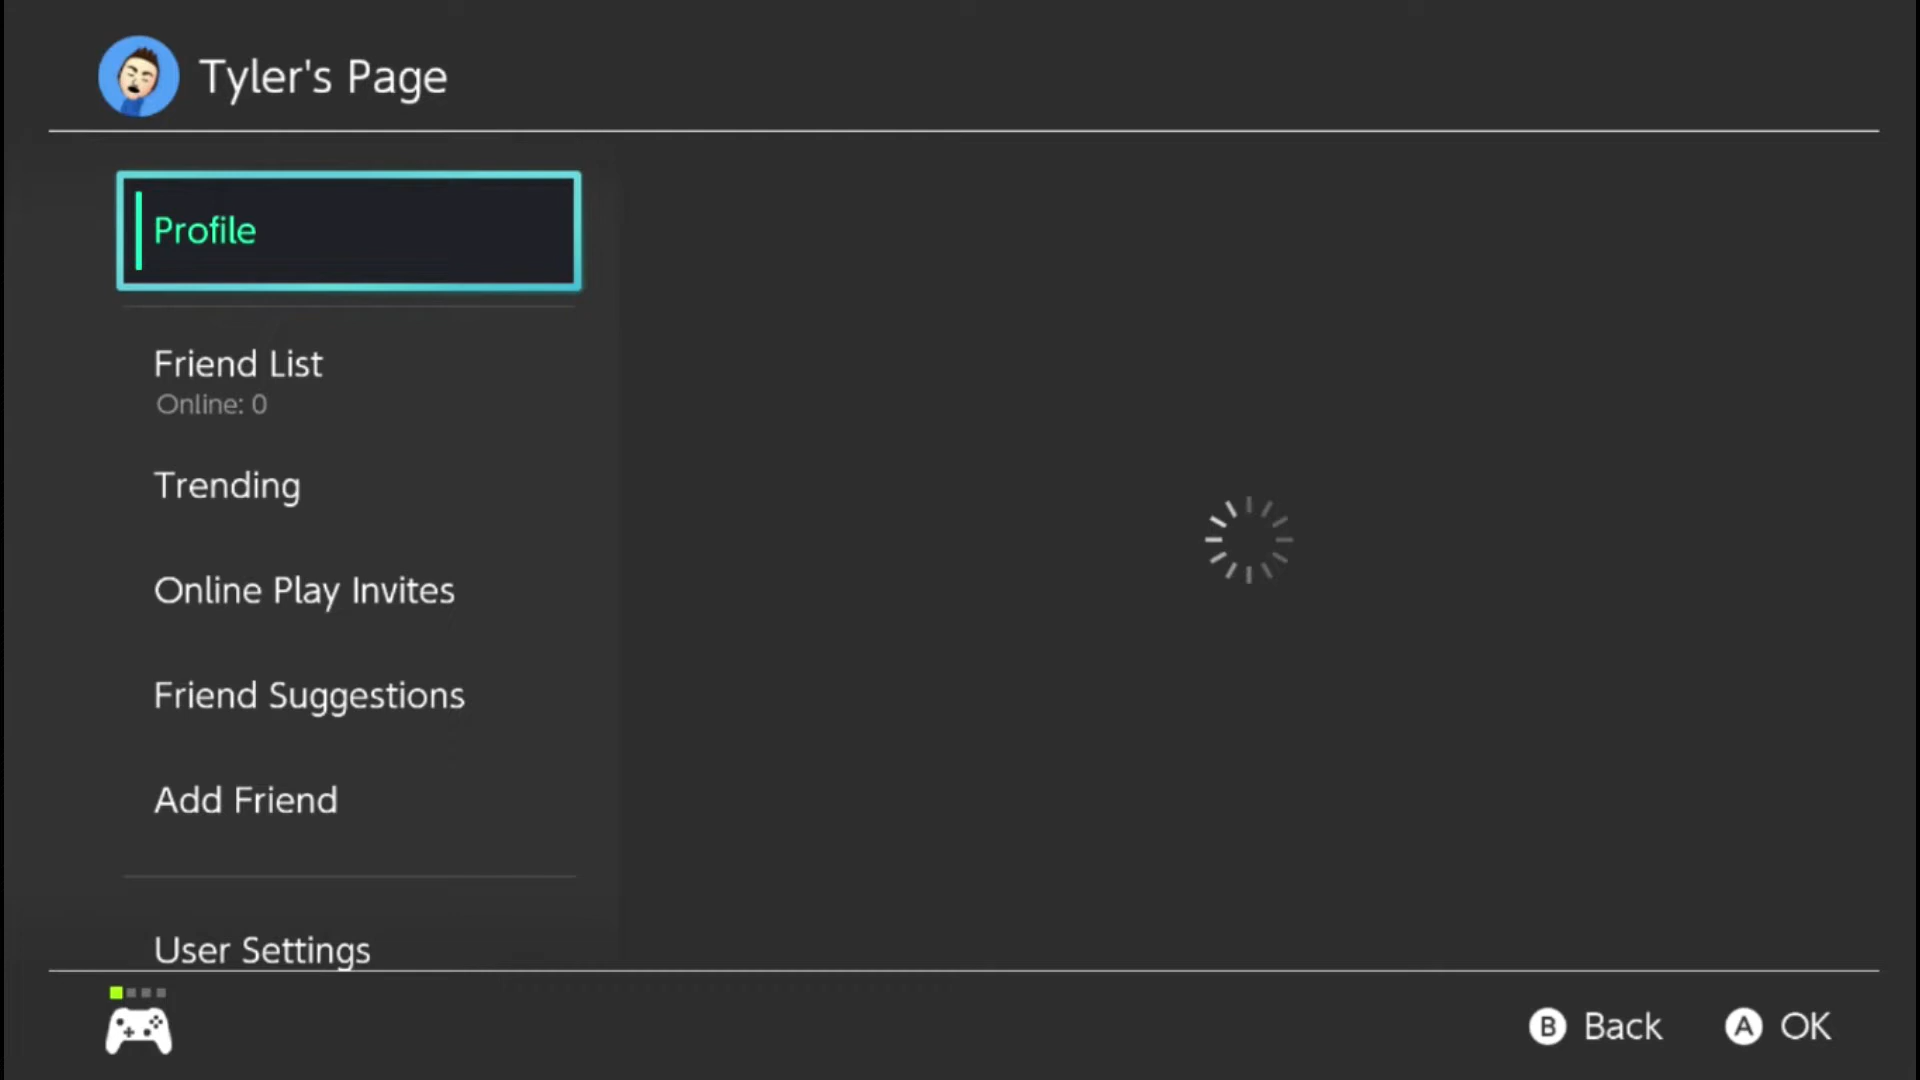 Tyler's Page
Profile
Friend List
Online: 0
Trending
Online Play Invites
Friend Suggestions
Add Friend
User Settings
B Back A OK